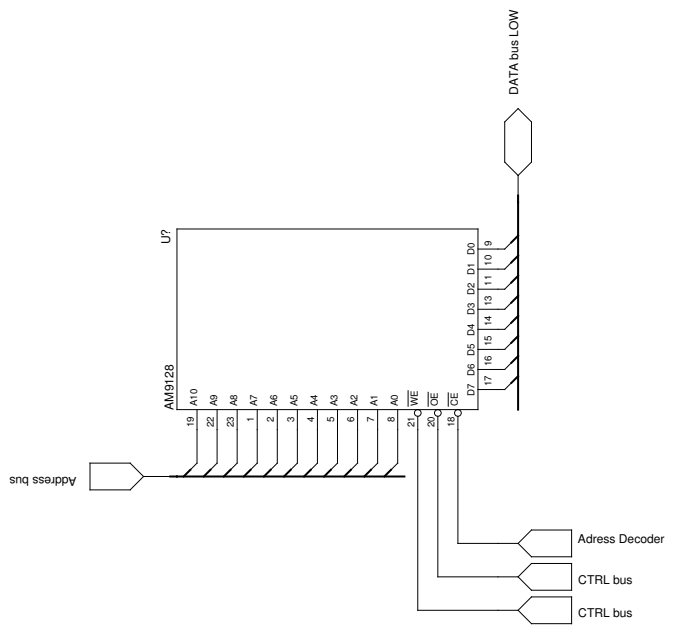 DATA bus LOW
U?
AM9128
D0
D1
D2
D3
D4
D5
D6
D7
9
10
11
13
14
15
16
17
A10
A9
A8
A7
A6
A5
A4
A3
A2
A1
A0
WE
OE
CE
19
22
23
1
2
3
4
5
6
7
8
21
20
18
Address bus
Adress Decoder
CTRL bus
CTRL bus